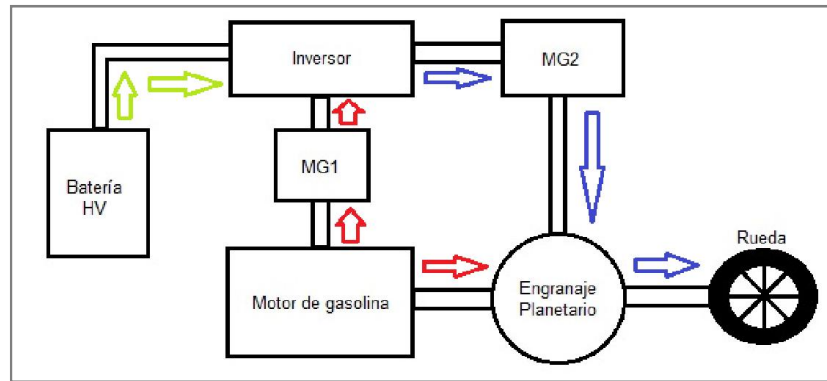 Inversor
MG2
MG1
Batería
HV
Rueda
Motor de gasolina
Engranaje
Planetario